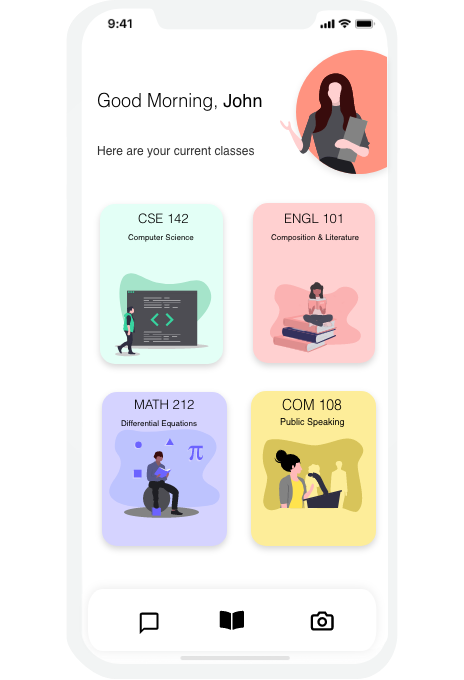 9:41
Good Morning, John
Here are your current classes
CSE 142
Computer Science
ENGL 101
Composition & Literature
MATH 212
Differential Equations
π
COM 108
Public Speaking